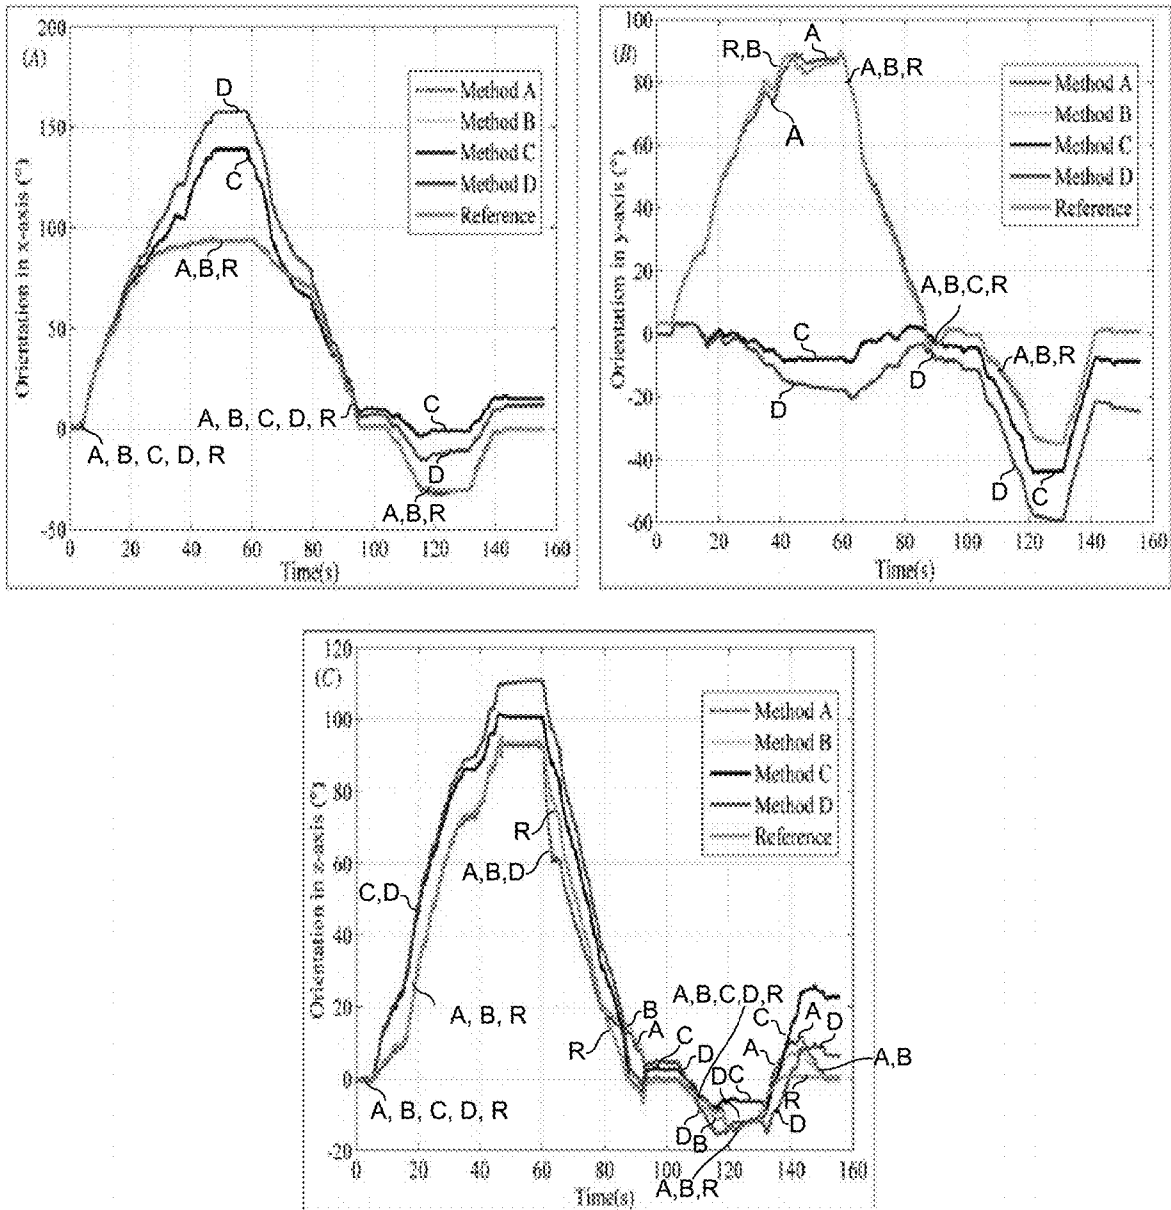 (A)
Orientation in x-axis (°)
200
150
100
50
0
-50
Method A
Method B
Method C
Method D
Reference
D
C
A,B,R
A, B, C, D, R
A, B, C, D, R
C
D
A,B,R
0 20 40 60 80 100 120 140 160
Time(s)
(B)
Orientation in y-axis (°)
100
80
60
40
20
0
-20
-40
-60
R,B
A
A,B,R
A
Method A
Method B
Method C
Method D
Reference
A,B,C,R
C
D
D
A,B,R
D
C
0 20 40 60 80 100 120 140 160
Time(s)
(C)
Orientation in z-axis (°)
120
100
80
60
40
20
0
-20
Method A
Method B
Method C
Method D
Reference
R
A,B,D
C,D
A, B, R
A,B,C,D,R
B
A
R
C
D
A, B, C, D, R
D
C
C
A
D
A
A,B
R
D
D
B
A,B,R
0 20 40 60 80 100 120 140 160
Time(s)